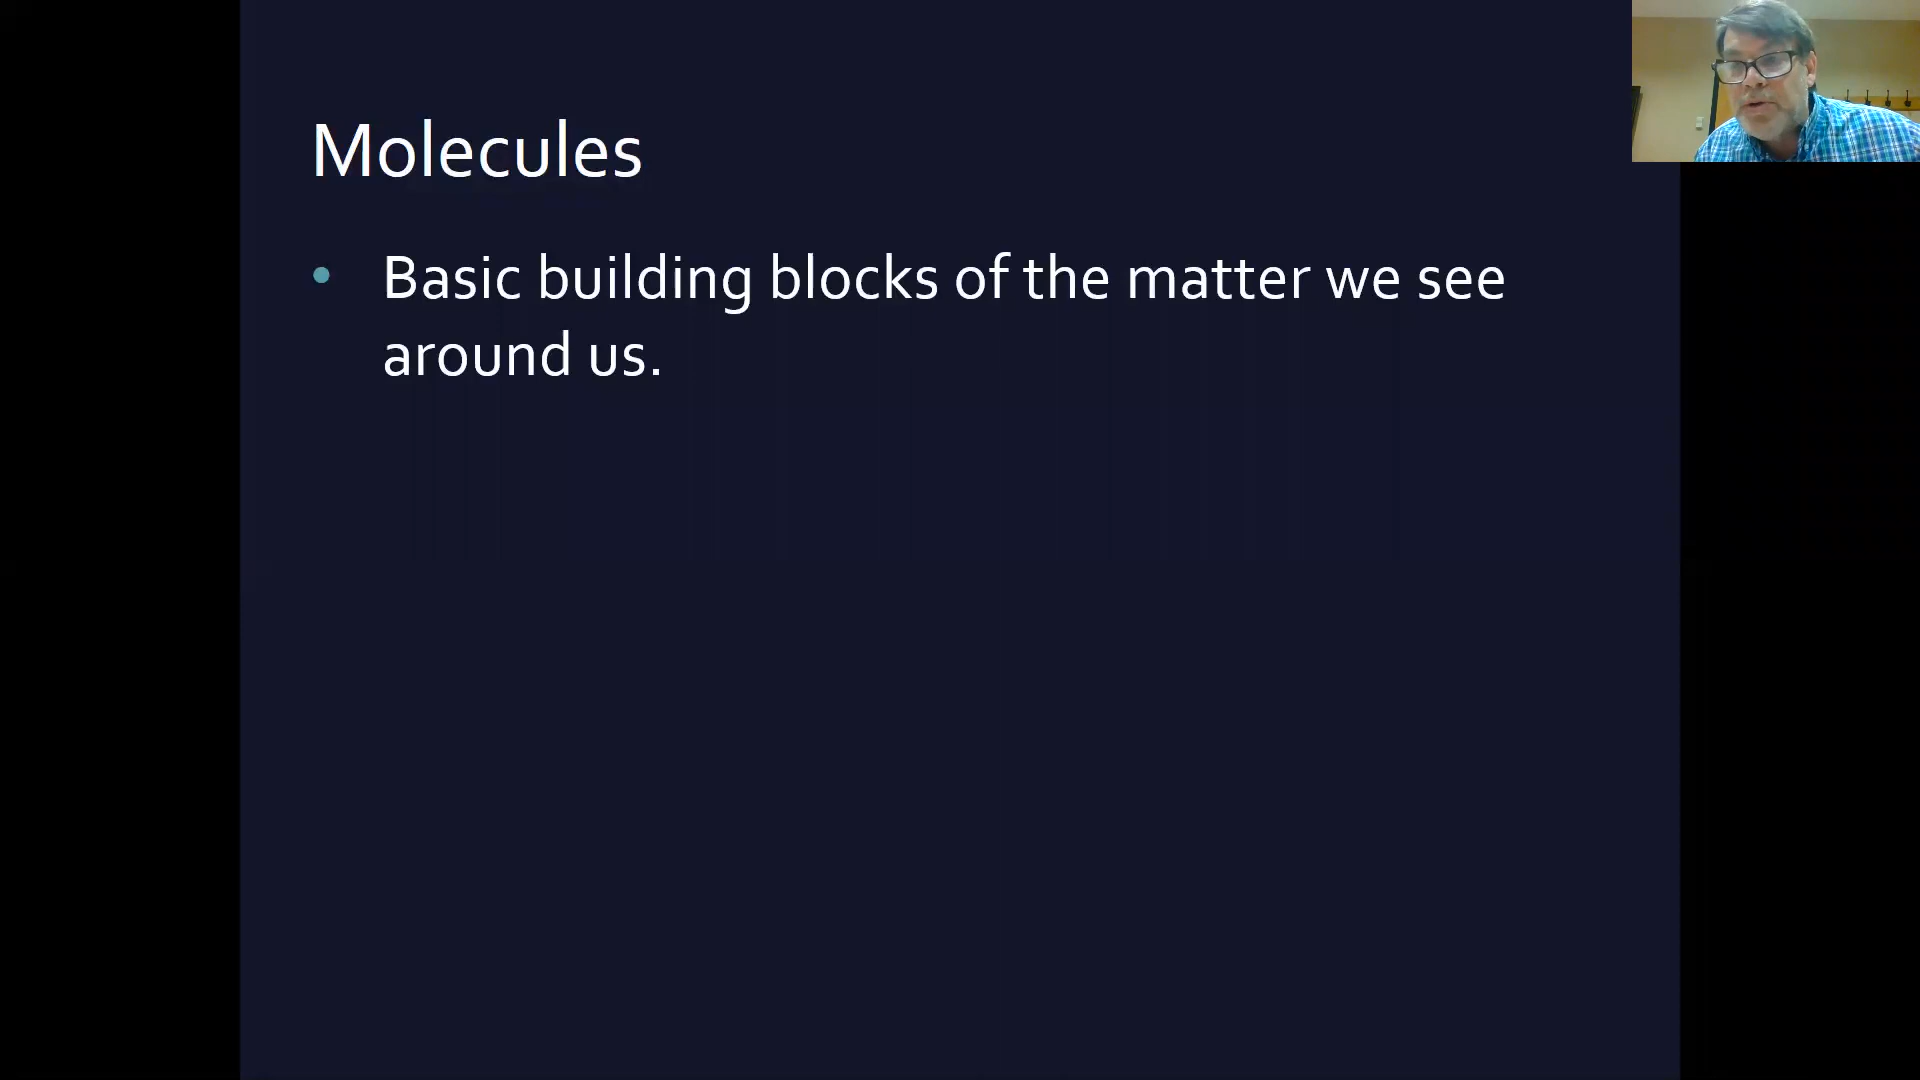 Molecules
• Basic building blocks of the matter we see
around us.